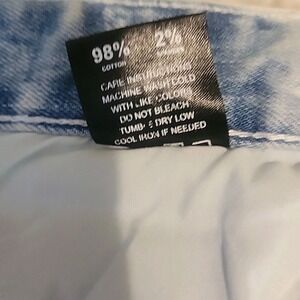 98% 2%
COTTON
CARE INSTRUCTIONS
MACHINE WASH COLD
WITH LIKE COLORS
DO NOT BLEACH
TUMBLE DRY LOW
COOL IRON IF NEEDED